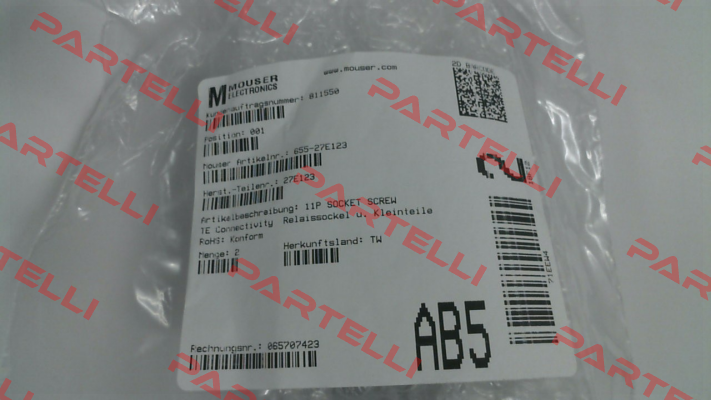 MOUSER
ELECTRONICS
www.mouser.com
Kundenauftragsnummer: 811550
Position: 001
Mouser Artikelnr.: 655-27E123
Herst.-Teilenr.: 27E123
Artikelbeschreibung: 11P SOCKET SCREW
TE Connectivity Relaissockel u. Kleinteile
RoHS: Konform
Menge: 2
Herkunftsland: TW
Rechnungsnr.: 065707423
AB5
2
71EEW4
PARTELLI
PARTELLI
PARTELLI
PARTELLI
PARTELLI
PARTELLI